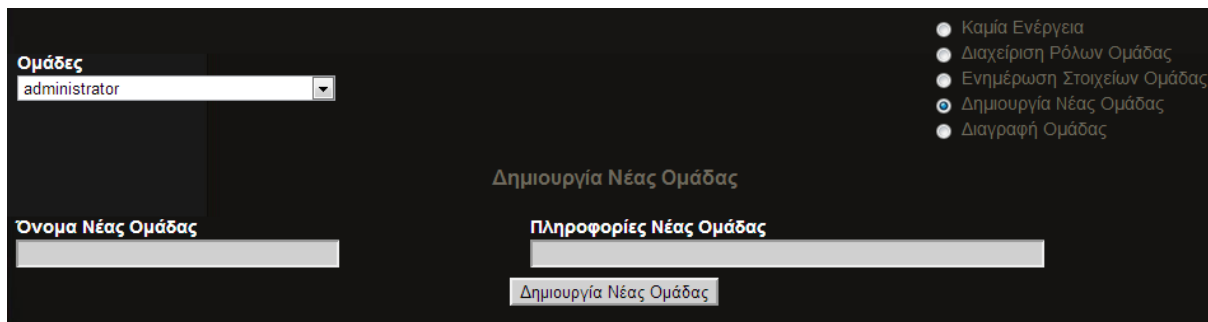 Καμία Ενέργεια
Διαχείριση Ρόλων Ομάδας
Ενημέρωση Στοιχείων Ομάδας
Δημιουργία Νέας Ομάδας
Διαγραφή Ομάδας
Ομάδες
administrator
Δημιουργία Νέας Ομάδας
Όνομα Νέας Ομάδας
Πληροφορίες Νέας Ομάδας
Δημιουργία Νέας Ομάδας